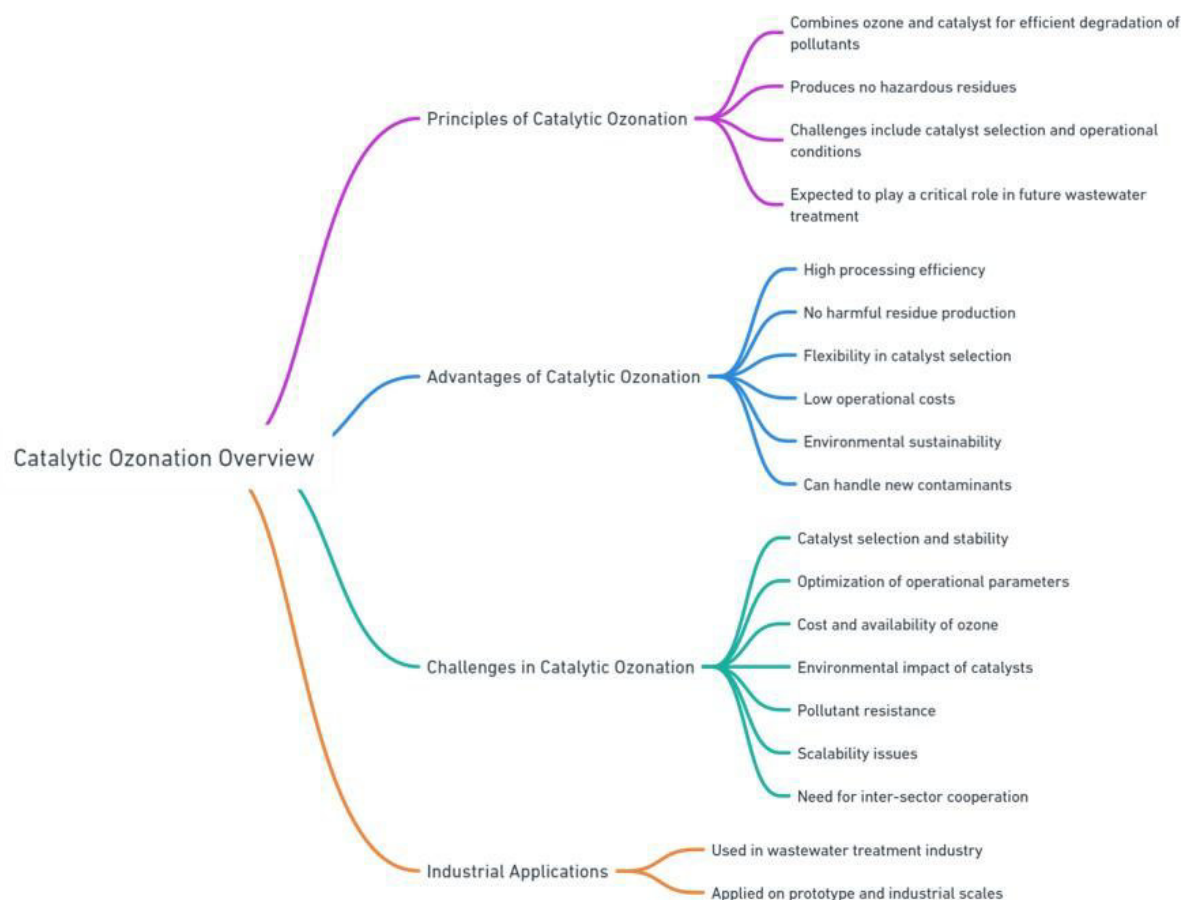 Catalytic Ozonation Overview
Principles of Catalytic Ozonation
Combines ozone and catalyst for efficient degradation of
pollutants
Produces no hazardous residues
Challenges include catalyst selection and operational
conditions
Expected to play a critical role in future wastewater
treatment
Advantages of Catalytic Ozonation
High processing efficiency
No harmful residue production
Flexibility in catalyst selection
Low operational costs
Environmental sustainability
Can handle new contaminants
Challenges in Catalytic Ozonation
Catalyst selection and stability
Optimization of operational parameters
Cost and availability of ozone
Environmental impact of catalysts
Pollutant resistance
Scalability issues
Need for inter-sector cooperation
Industrial Applications
Used in wastewater treatment industry
Applied on prototype and industrial scales